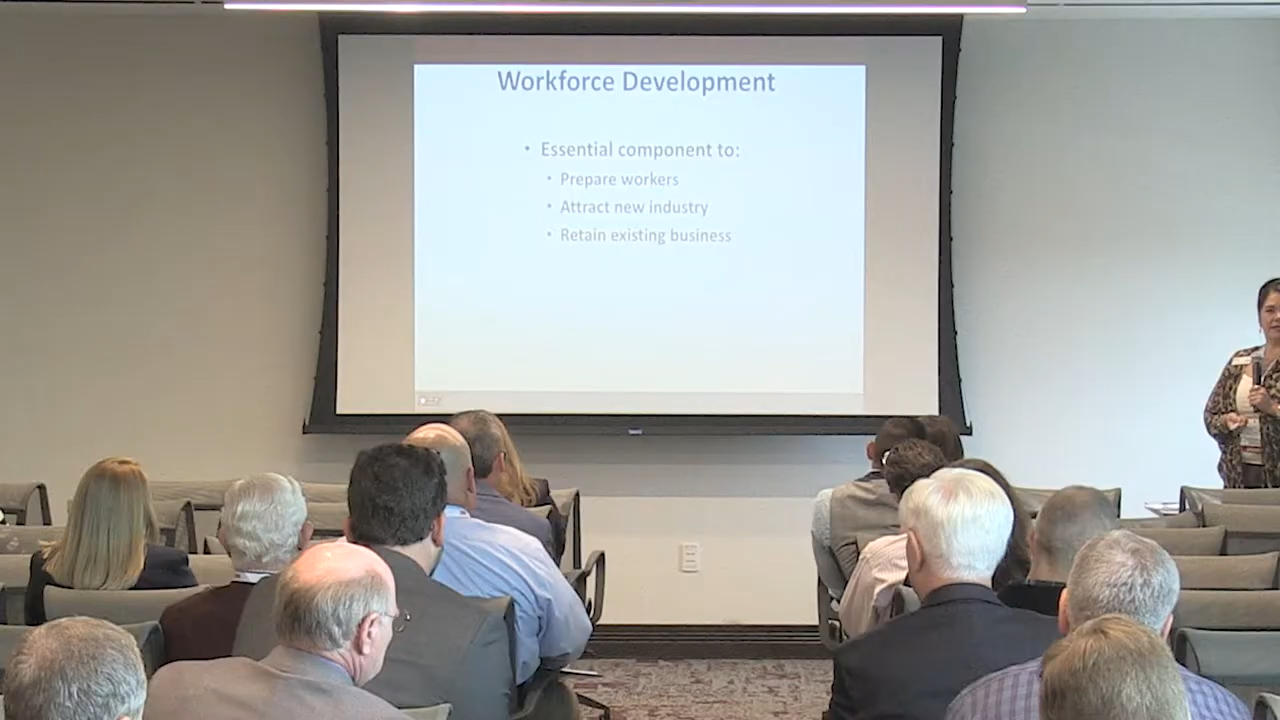 Workforce Development
• Essential component to:
• Prepare workers
• Attract new industry
• Retain existing business